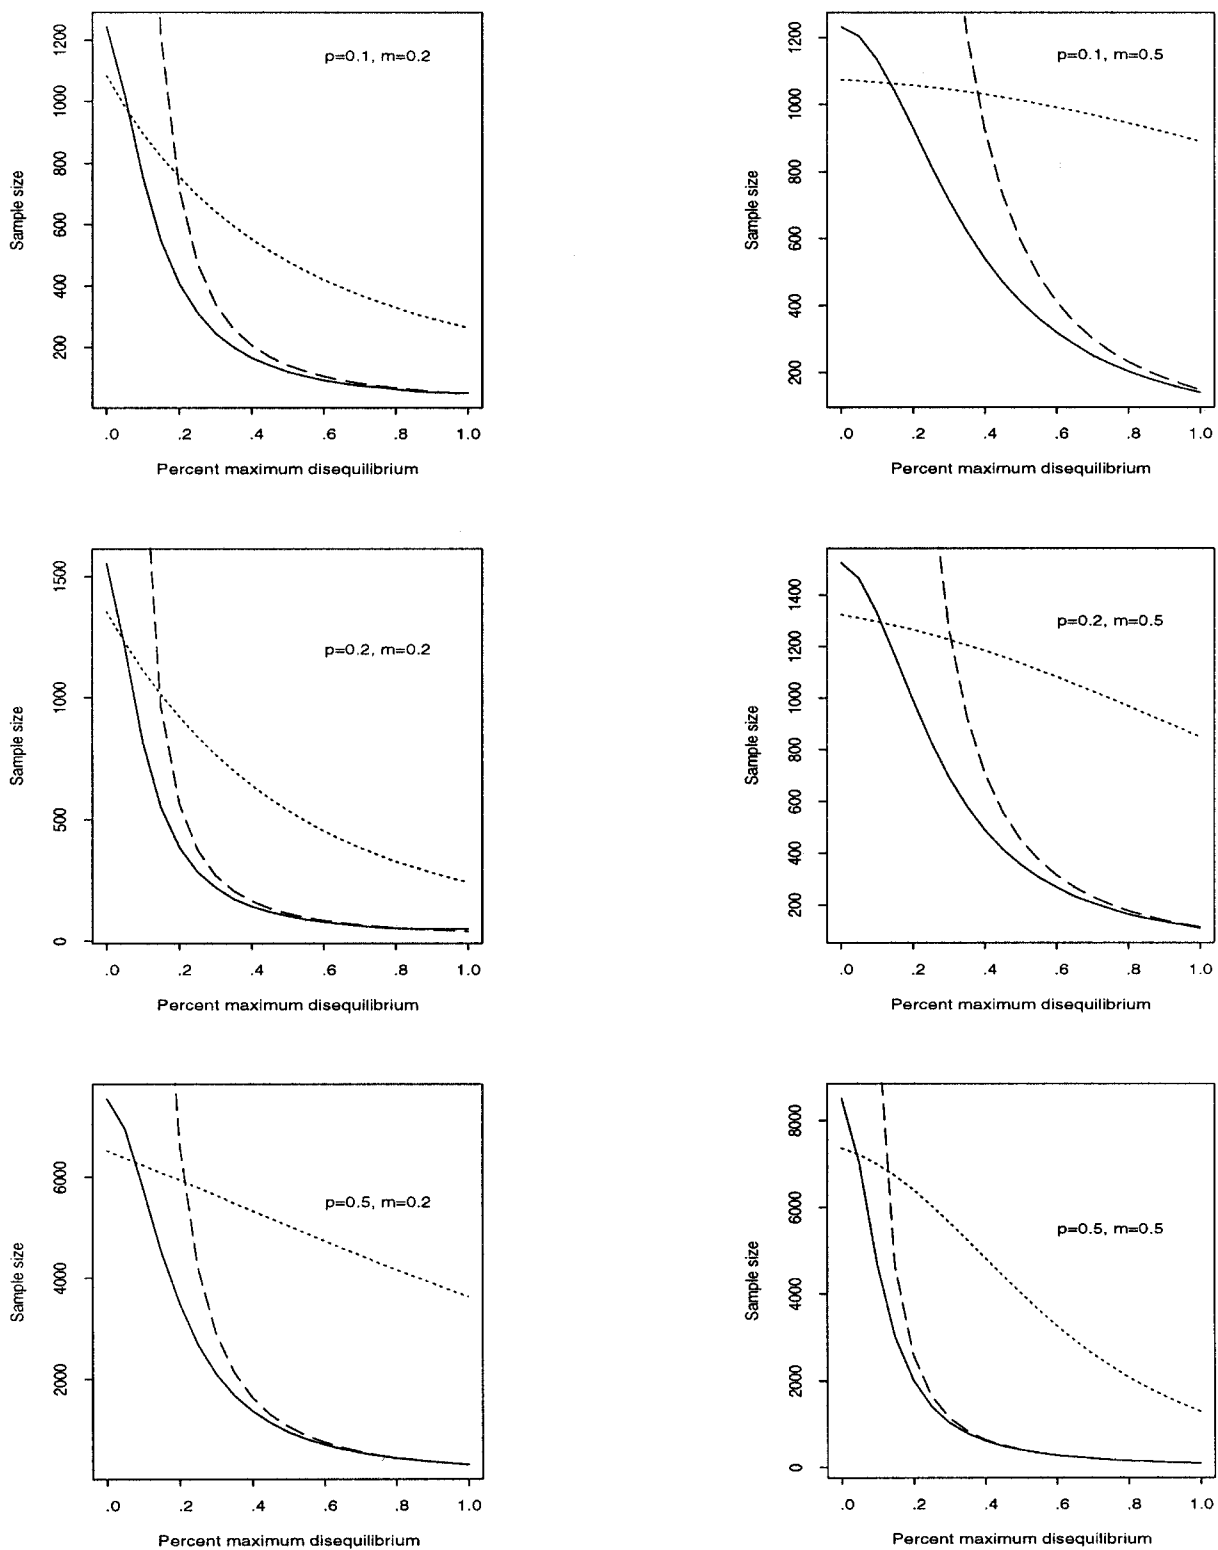 p=0.1, m=0.2
Sample size
200
400
600
800
1000
1200
.0 .2 .4 .6 .8 1.0
Percent maximum disequilibrium
p=0.1, m=0.5
Sample size
200
400
600
800
1000
1200
.0 .2 .4 .6 .8 1.0
Percent maximum disequilibrium
p=0.2, m=0.2
Sample size
0
500
1000
1500
.0 .2 .4 .6 .8 1.0
Percent maximum disequilibrium
p=0.2, m=0.5
Sample size
200
400
600
800
1000
1200
1400
.0 .2 .4 .6 .8 1.0
Percent maximum disequilibrium
p=0.5, m=0.2
Sample size
2000
4000
6000
.0 .2 .4 .6 .8 1.0
Percent maximum disequilibrium
p=0.5, m=0.5
Sample size
0
2000
4000
6000
8000
.0 .2 .4 .6 .8 1.0
Percent maximum disequilibrium